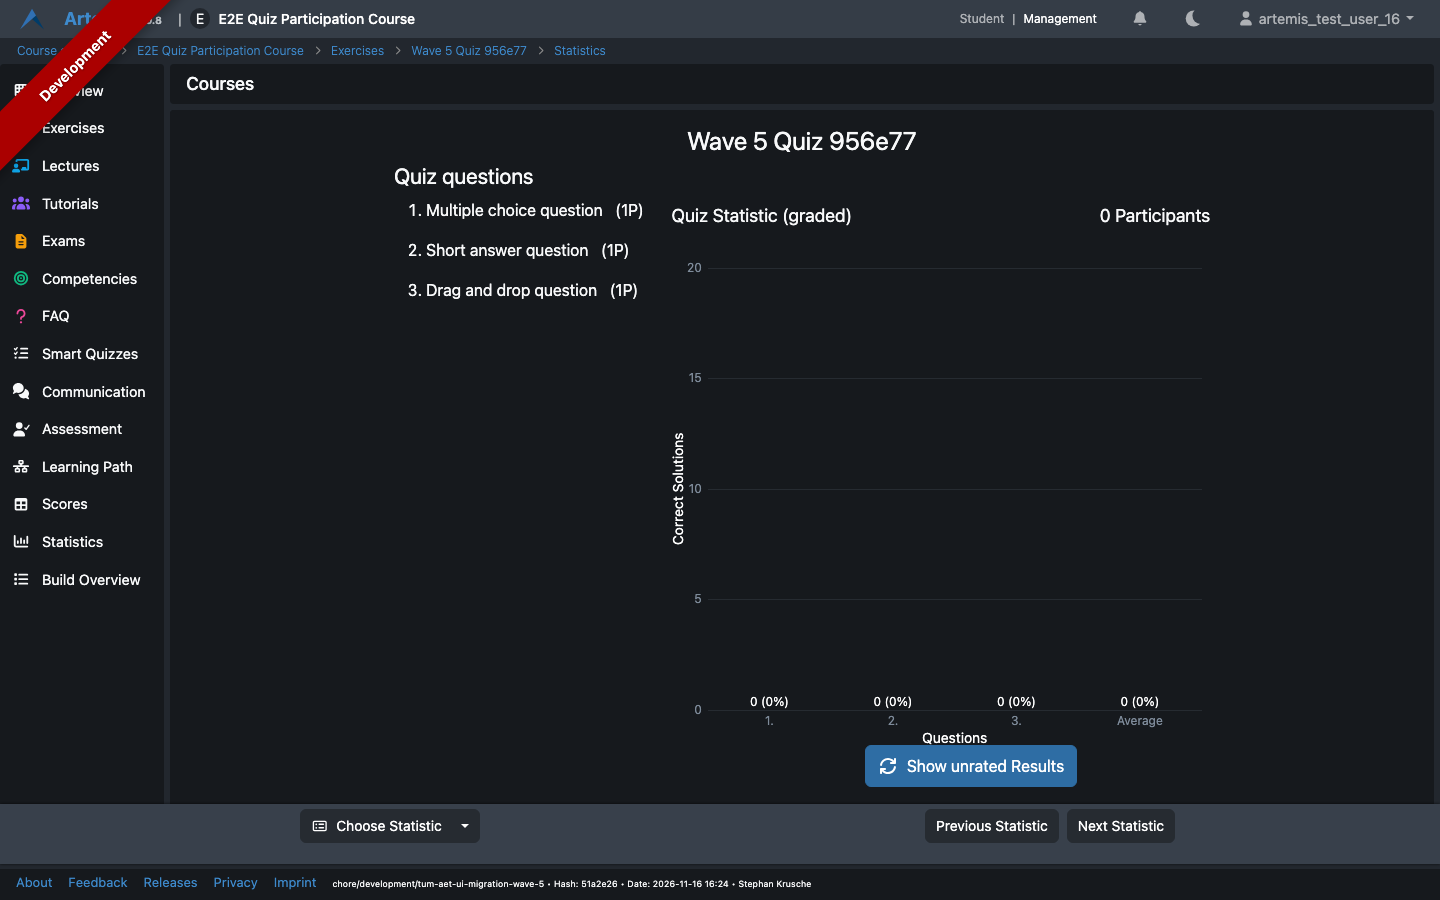 E E2E Quiz Participation Course
Student | Management
artemis_test_user_16
Development
Course
E2E Quiz Participation Course
Exercises
Wave 5 Quiz 956e77
Statistics
Exercises
Lectures
Tutorials
Exams
Competencies
FAQ
Smart Quizzes
Communication
Assessment
Learning Path
Scores
Statistics
Build Overview
Courses
Wave 5 Quiz 956e77
Quiz questions
1. Multiple choice question (1P)
2. Short answer question (1P)
3. Drag and drop question (1P)
Quiz Statistic (graded)
0 Participants
20
15
10
5
0
Correct Solutions
0 (0%)
0 (0%)
0 (0%)
0 (0%)
1.
2.
3.
Average
Questions
Show unrated Results
Choose Statistic
Previous Statistic
Next Statistic
About
Feedback
Releases
Privacy
Imprint
chore/development/tum-aet-ui-migration-wave-5 • Hash: 51a2e26 • Date: 2026-11-16 16:24 • Stephan Krusche